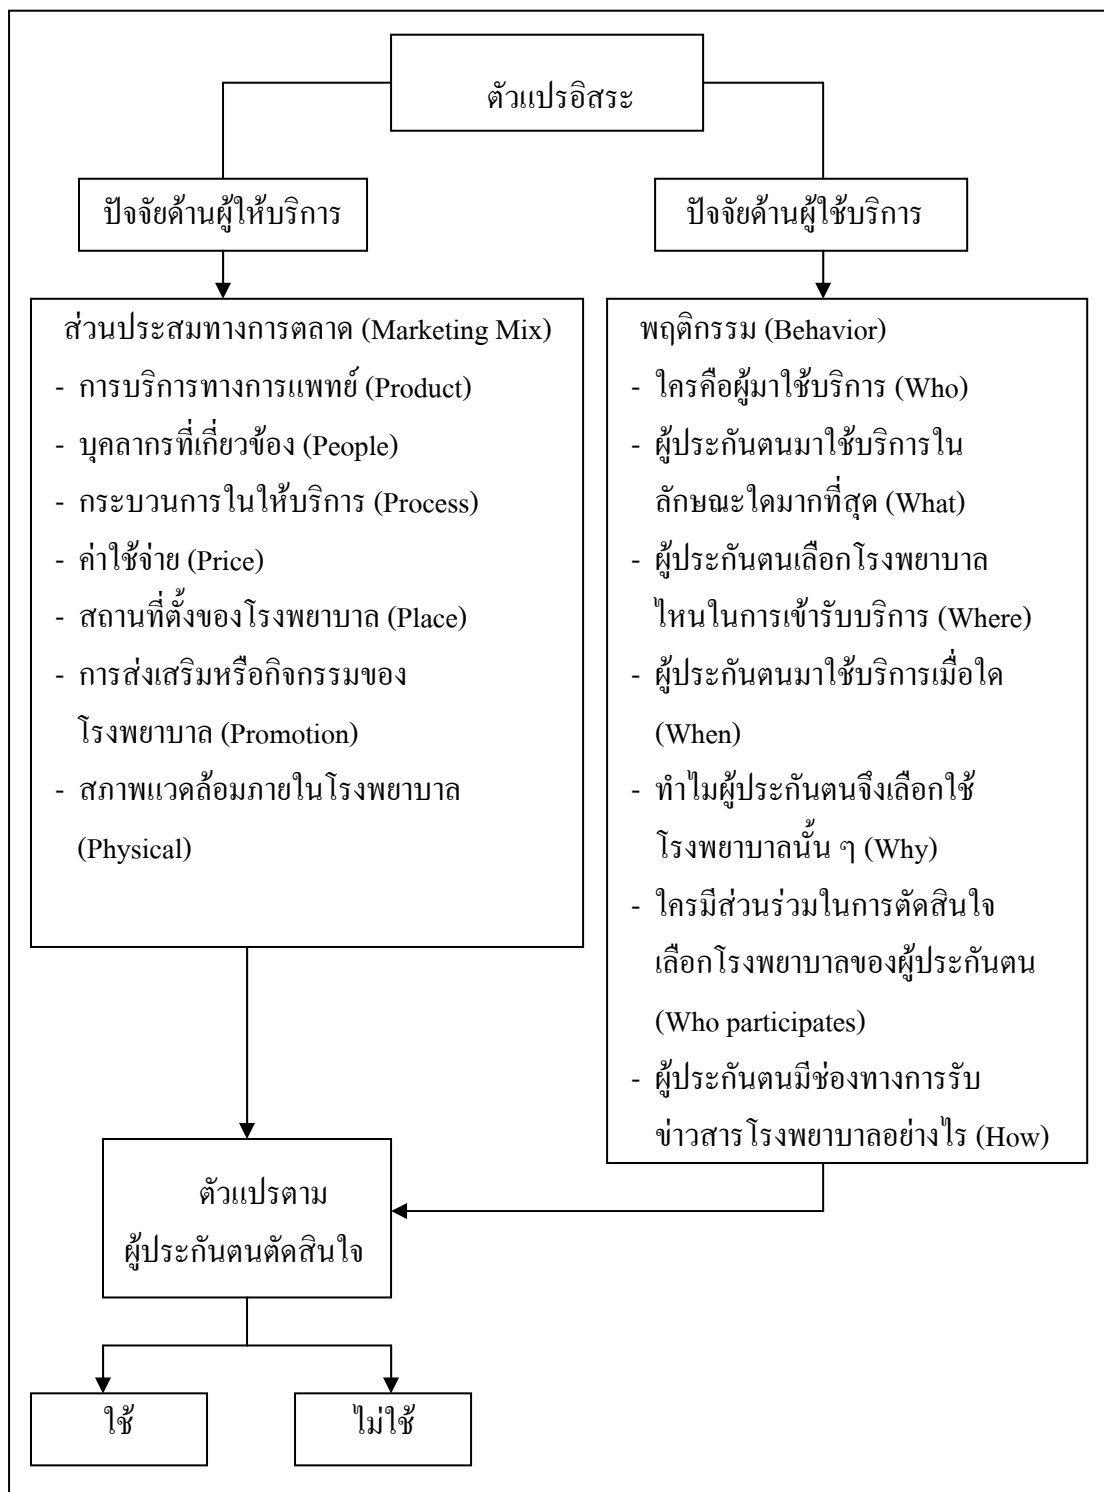 ตัวแปรอิสระ
ปัจจัยด้านผู้ให้บริการ
ปัจจัยด้านผู้ใช้บริการ
ส่วนประสมทางการตลาด (Marketing Mix)
- การบริการทางการแพทย์ (Product)
- บุคลากรที่เกี่ยวข้อง (People)
- กระบวนการในให้บริการ (Process)
- ค่าใช้จ่าย (Price)
- สถานที่ตั้งของโรงพยาบาล (Place)
- การส่งเสริมหรือกิจกรรมของ
โรงพยาบาล (Promotion)
- สภาพแวดล้อมภายในโรงพยาบาล
(Physical)
พฤติกรรม (Behavior)
- ใครคือผู้มาใช้บริการ (Who)
- ผู้ประกันตนมาใช้บริการใน
ลักษณะใดมากที่สุด (What)
- ผู้ประกันตนเลือกโรงพยาบาล
ไหนในการเข้ารับบริการ (Where)
- ผู้ประกันตนมาใช้บริการเมื่อใด
(When)
- ทำไมผู้ประกันตนจึงเลือกใช้
โรงพยาบาลนั้น ๆ (Why)
- ใครมีส่วนร่วมในการตัดสินใจ
เลือกโรงพยาบาลของผู้ประกันตน
(Who participates)
- ผู้ประกันตนมีช่องทางการรับ
ข่าวสารโรงพยาบาลอย่างไร (How)
ตัวแปรตาม
ผู้ประกันตนตัดสินใจ
ใช้
ไม่ใช้